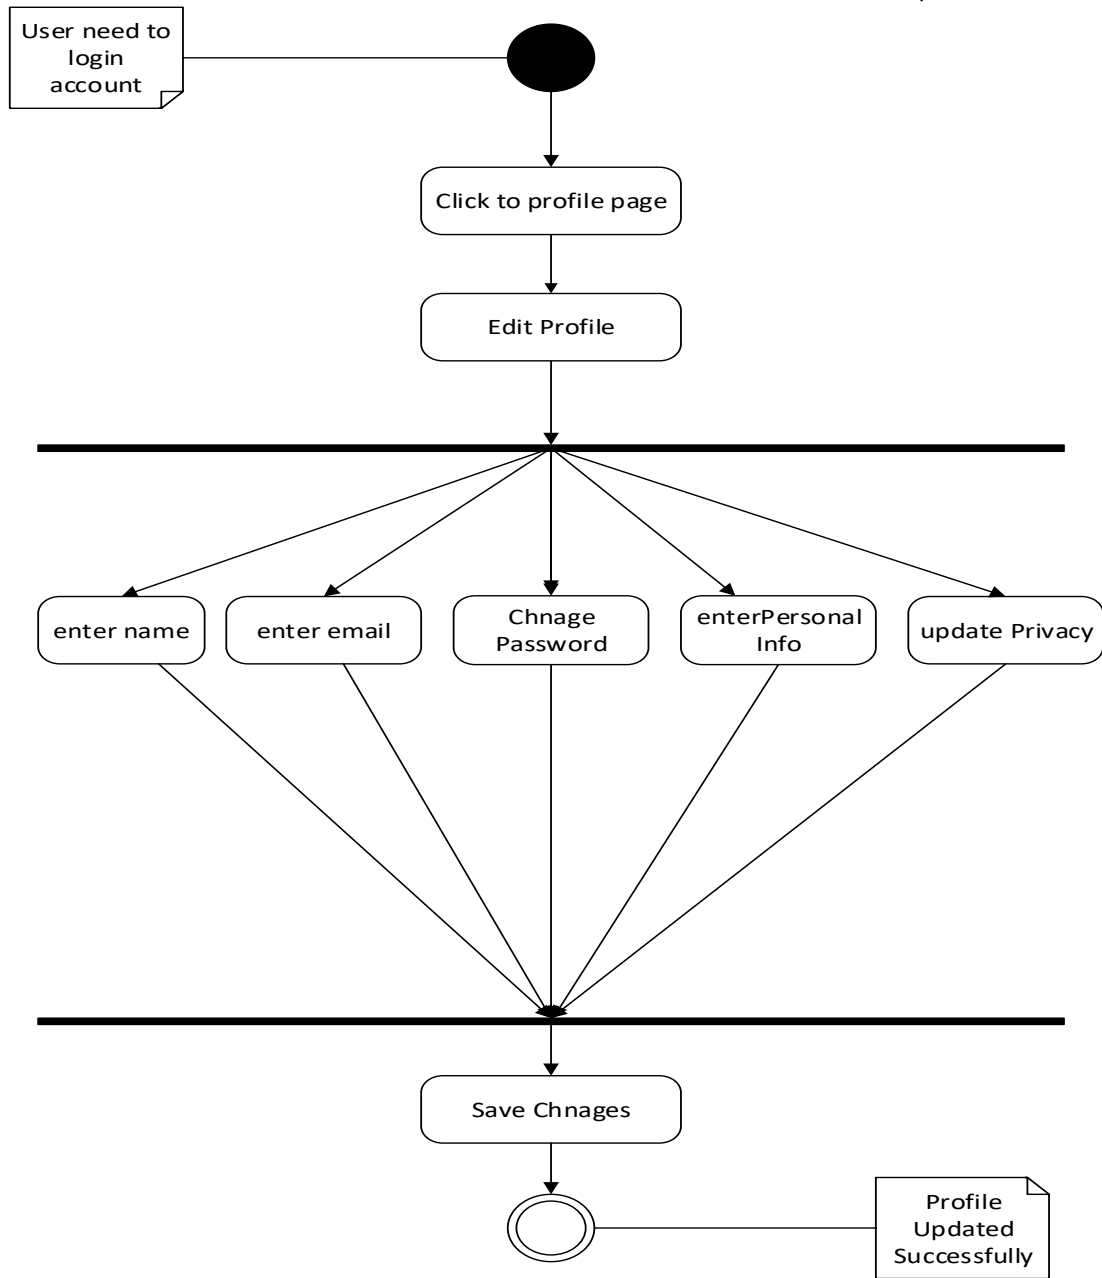 User need to
login
account
Click to profile page
Edit Profile
enter name
enter email
Chnage
Password
enterPersonal
Info
update Privacy
Save Chnages
Profile
Updated
Successfully